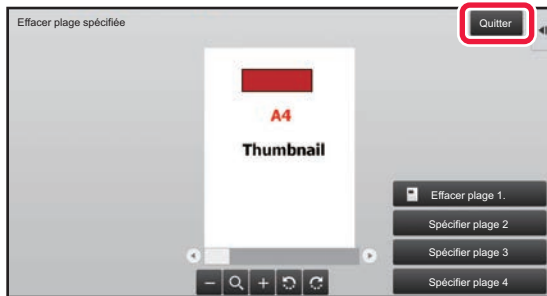 Effacer plage spécifiée
Quitter
A4
Thumbnail
Effacer plage 1.
Spécifier plage 2
Spécifier plage 3
Spécifier plage 4